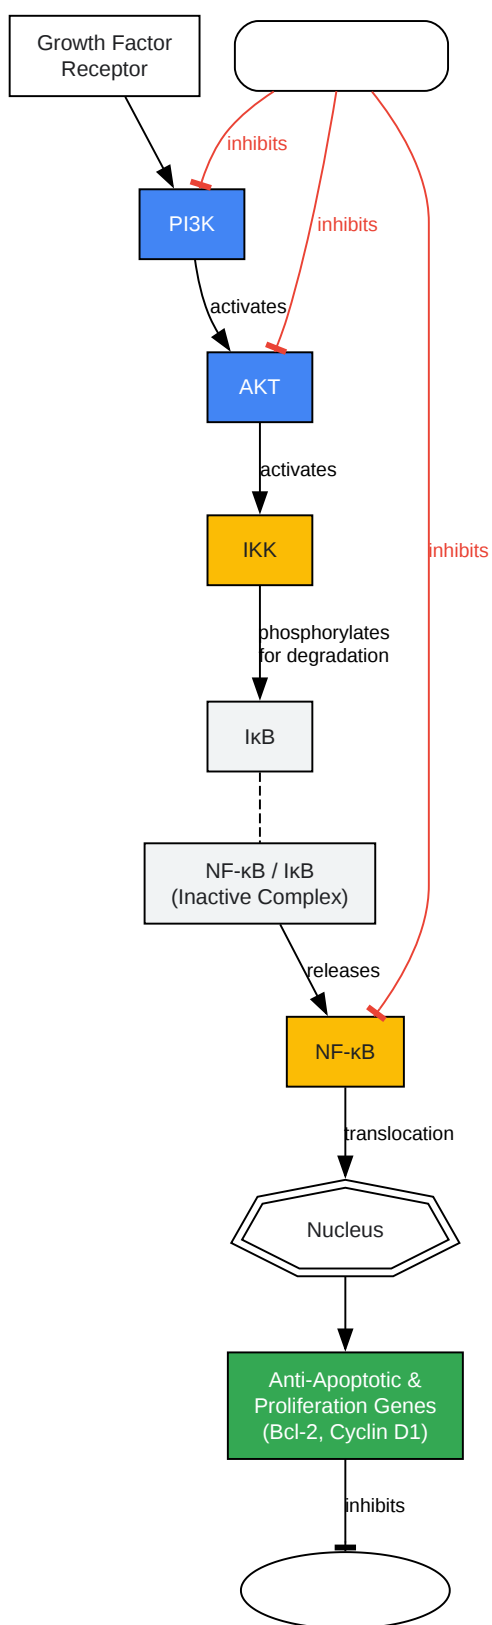 Growth Factor
Receptor
inhibits
PI3K
inhibits
activates
AKT
activates
IKK
inhibits
phosphorylates
for degradation
IκB
NF-κB / IκB
(Inactive Complex)
releases
NF-κB
translocation
Nucleus
Anti-Apoptotic &
Proliferation Genes
(Bcl-2, Cyclin D1)
inhibits